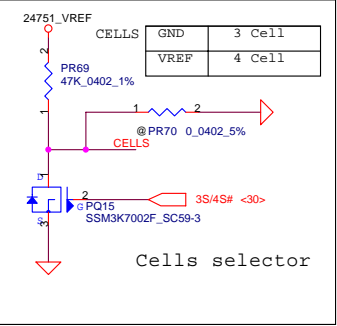 24751_VREF
CELLS GND 3 Cell
VREF 4 Cell
2
PR69
47K_0402_1%
1
1 2
@ PR70 0_0402_5%
CELLS
D
1
2
3S/4S# <30>
G PQ15
S
3
SSM3K7002F_SC59-3
Cells selector